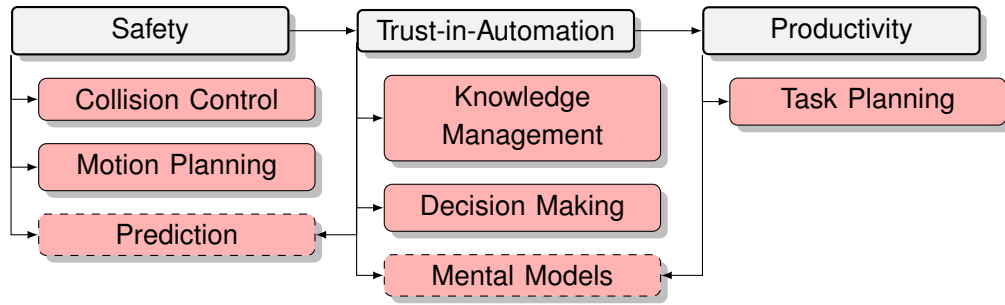 Safety
Trust-in-Automation
Productivity
Collision Control
Motion Planning
Prediction
Knowledge
Management
Decision Making
Mental Models
Task Planning